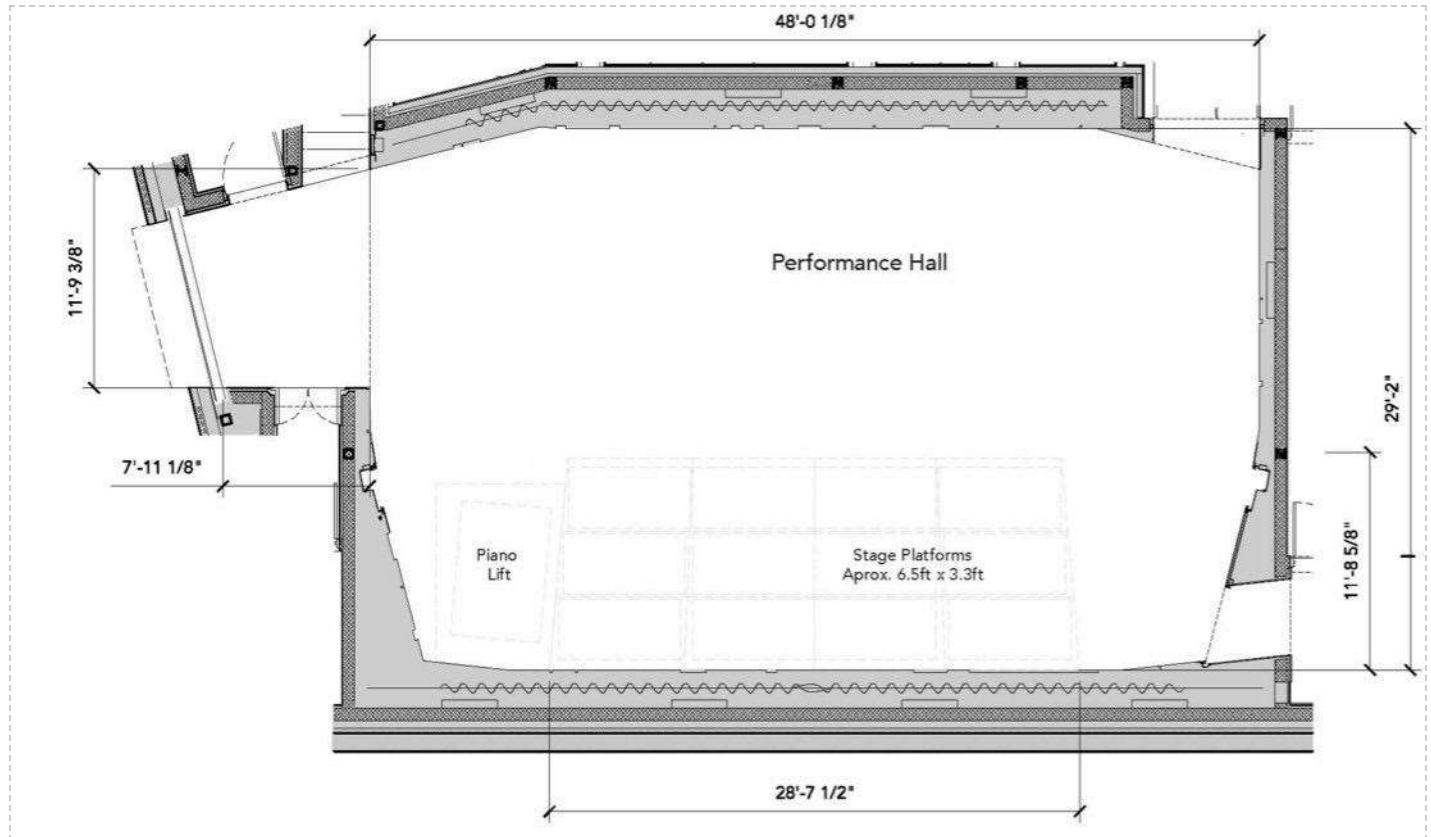 48'-0 1/8"
11'-9 3/8"
Performance Hall
29'-2"
7'-11 1/8"
Piano
Lift
Stage Platforms
Aprox. 6.5ft x 3.3ft
11'-8 5/8"
28'-7 1/2"